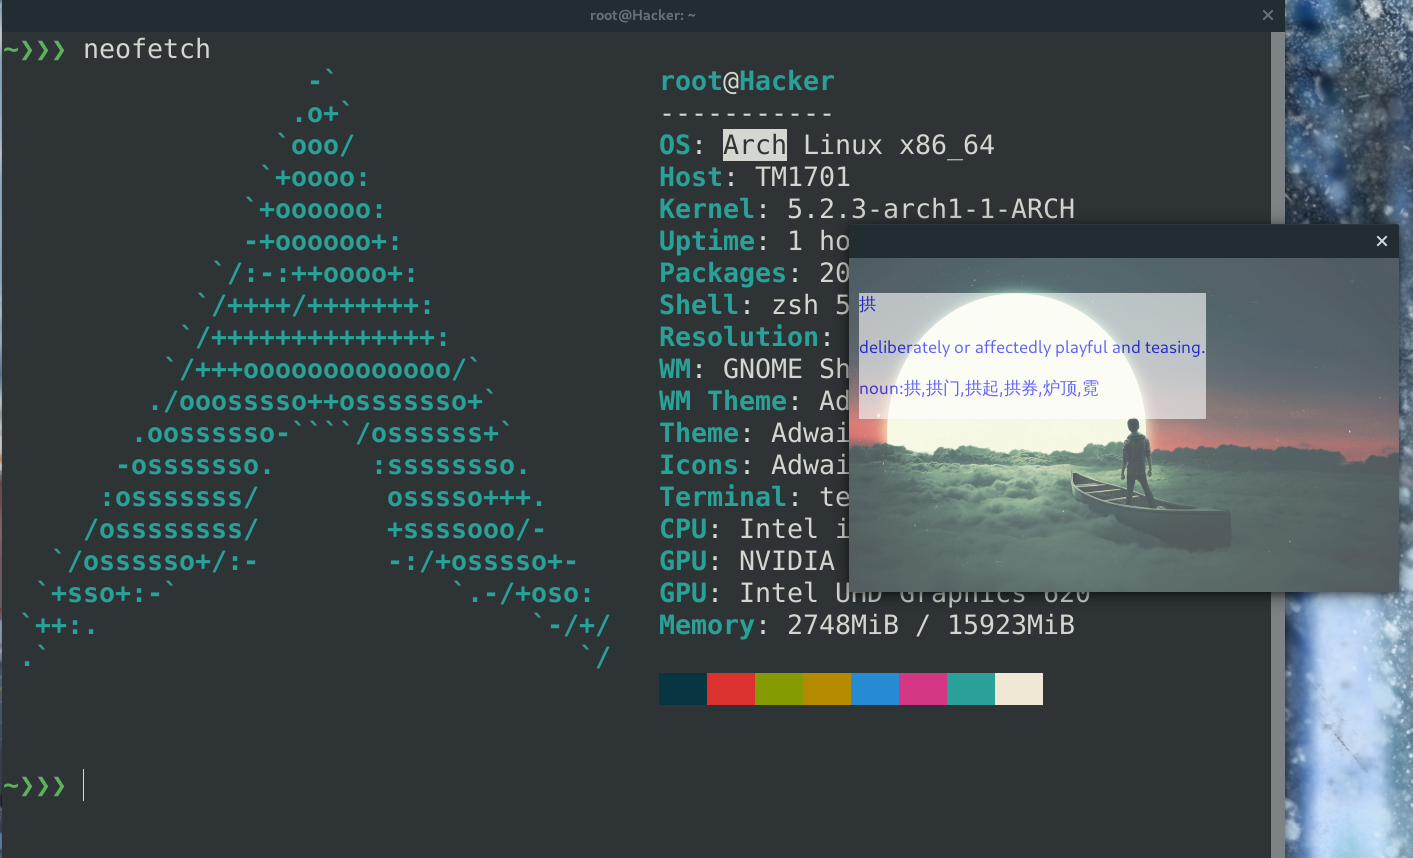 root@Hacker: ~
~❯❯❯ neofetch
                   -`
                  .o+`
                 `ooo/
                `+oooo:
               `+oooooo:
               -+oooooo+:
             `/:-:++oooo+:
            `/++++/+++++++:
           `/++++++++++++++:
          `/+++ooooooooooooo/`
         ./ooosssso++osssssso+`
        .oossssso-````/ossssss+`
       -osssssso.      :ssssssso.
      :osssssss/        osssso+++.
     /ossssssss/        +ssssooo/-
   `/ossssso+/:-        -:/+osssso+-
  `+sso+:-`                 `.-/+oso:
 `++:.                           `-/+/
 .`                                 `/
root@Hacker
-----------
OS: Arch Linux x86_64
Host: TM1701
Kernel: 5.2.3-arch1-1-ARCH
Uptime: 1 ho
Packages: 20
Shell: zsh 5
Resolution:
WM: GNOME Sh
WM Theme: Ad
Theme: Adwai
Icons: Adwai
Terminal: te
CPU: Intel i
GPU: NVIDIA
GPU: Intel UHD Graphics 620
Memory: 2748MiB / 15923MiB
~❯❯❯
拱
deliberately or affectedly playful and teasing.
noun:拱,拱门,拱起,拱券,炉顶,霓